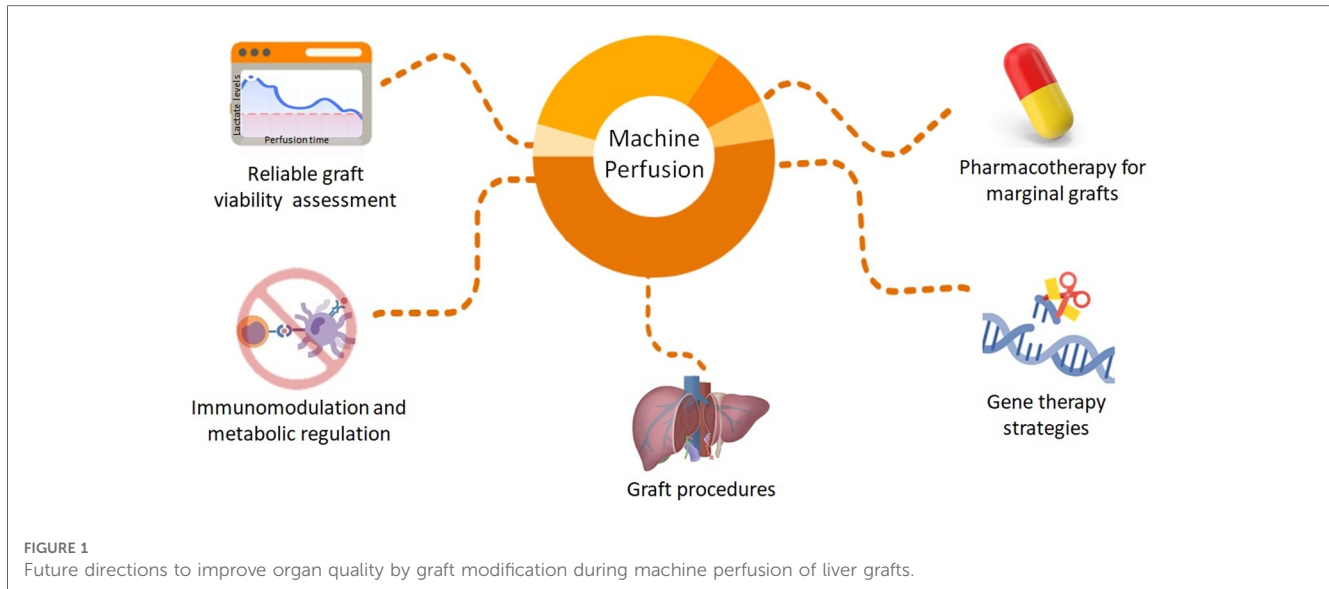 Lactate levels
Perfusion time
Reliable graft
viability assessment
Machine
Perfusion
Pharmacotherapy for
marginal grafts
Immunomodulation and
metabolic regulation
Graft procedures
Gene therapy
strategies
FIGURE 1
Future directions to improve organ quality by graft modification during machine perfusion of liver grafts.